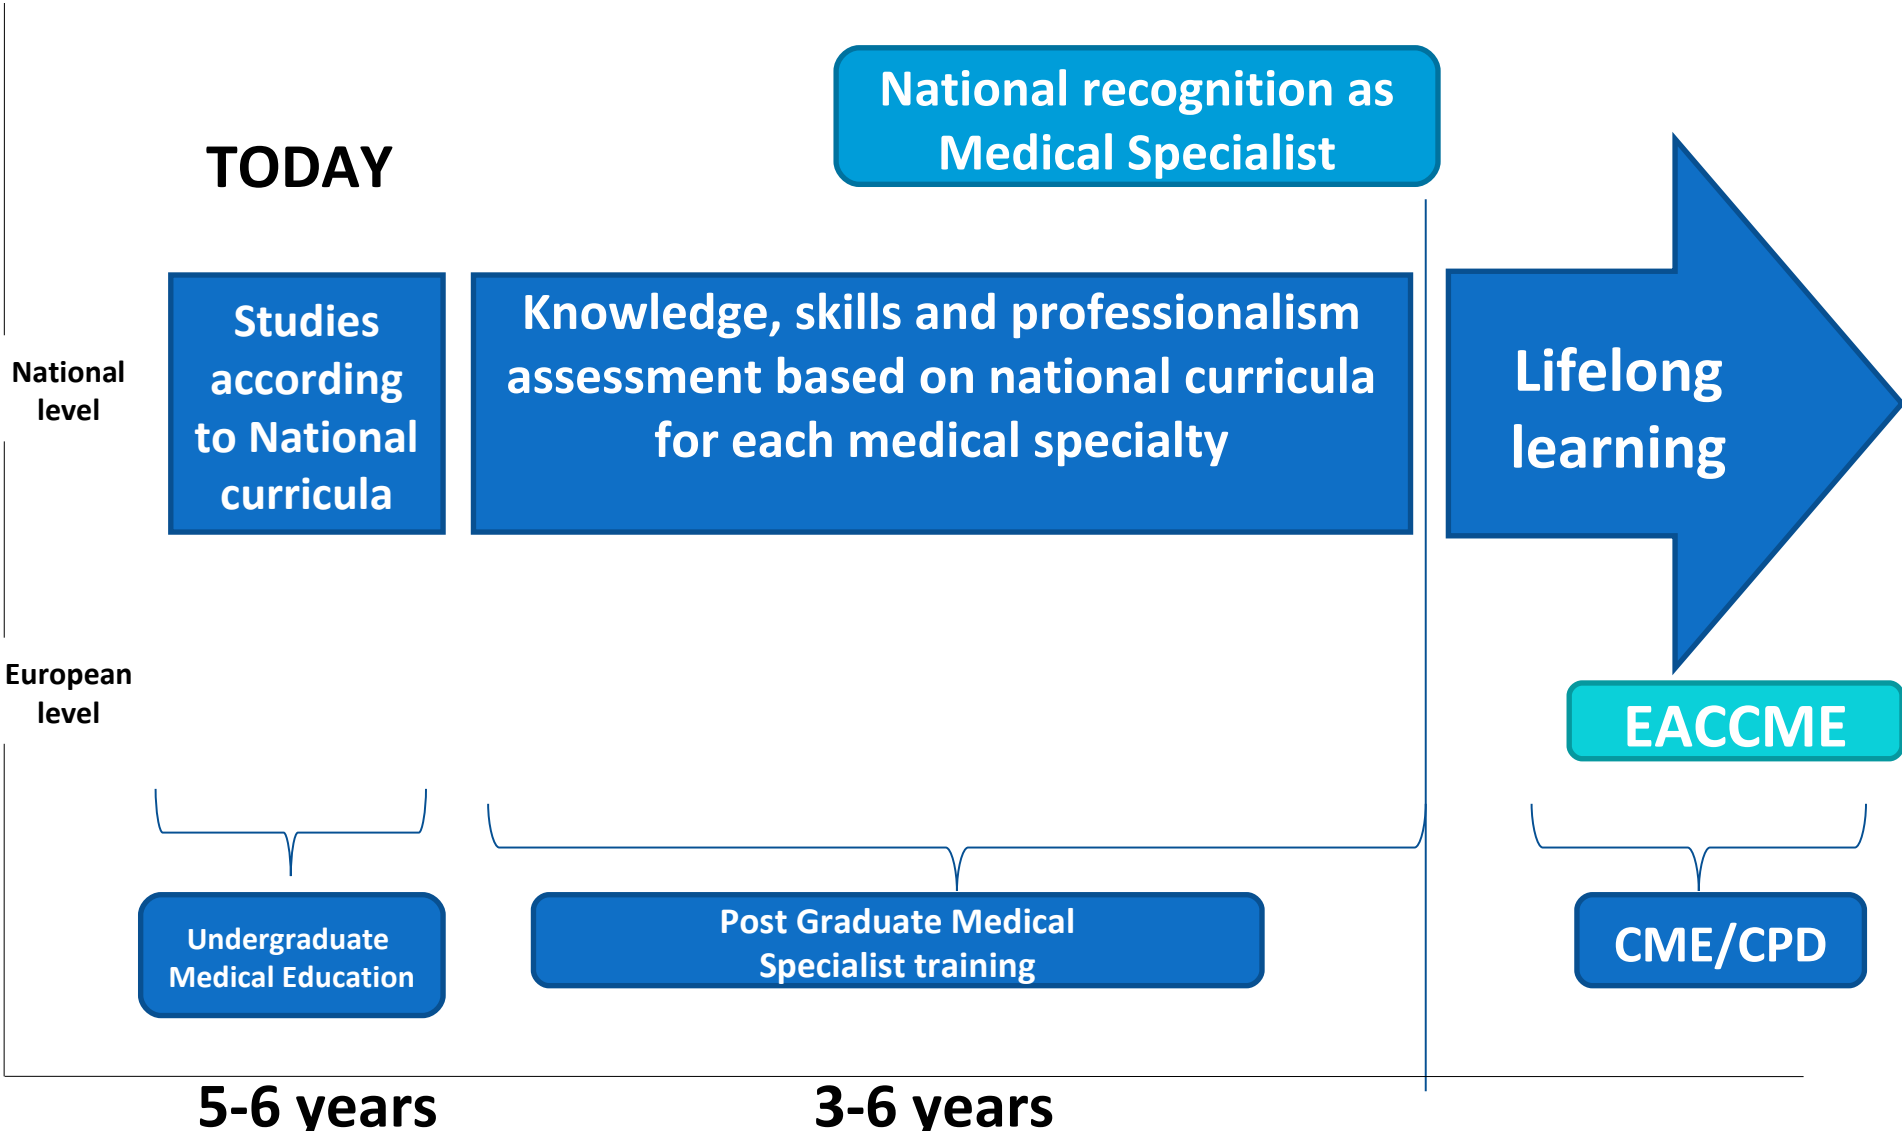 National recognition as
Medical Specialist
TODAY
National
level
Studies
according
to National
curricula
Knowledge, skills and professionalism
assessment based on national curricula
for each medical specialty
Lifelong
learning
European
level
EACCME
Undergraduate
Medical Education
Post Graduate Medical
Specialist training
CME/CPD
5-6 years
3-6 years